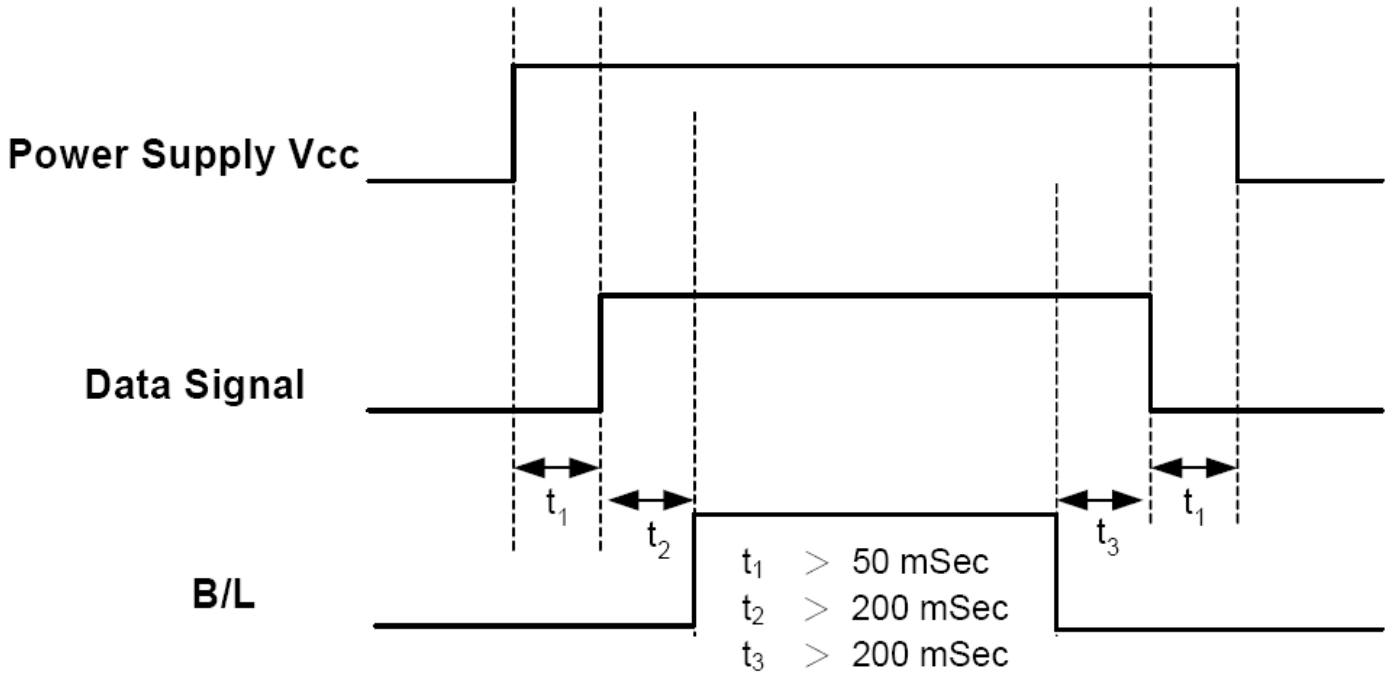 Power Supply Vcc
Data Signal
t₁
t₂
t₃
t₁
B/L
t₁ > 50 mSec
t₂ > 200 mSec
t₃ > 200 mSec